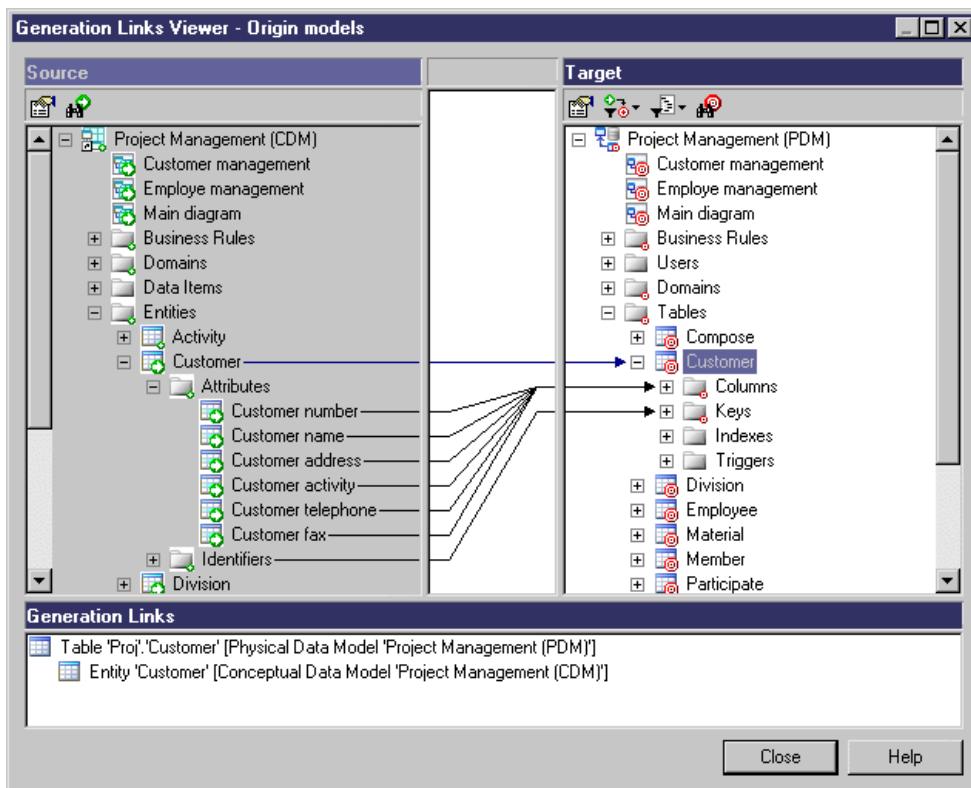 Generation Links Viewer - Origin models
Source
Target
Project Management (CDM)
Customer management
Employe management
Main diagram
Business Rules
Domains
Data Items
Entities
Activity
Customer
Attributes
Customer number
Customer name
Customer address
Customer activity
Customer telephone
Customer fax
Identifiers
Division
Project Management (PDM)
Customer management
Employe management
Main diagram
Business Rules
Users
Domains
Tables
Compose
Customer
Columns
Keys
Indexes
Triggers
Division
Employee
Material
Member
Participate
Generation Links
Table 'Proj'.'Customer' [Physical Data Model 'Project Management (PDM)']
Entity 'Customer' [Conceptual Data Model 'Project Management (CDM)']
Close
Help